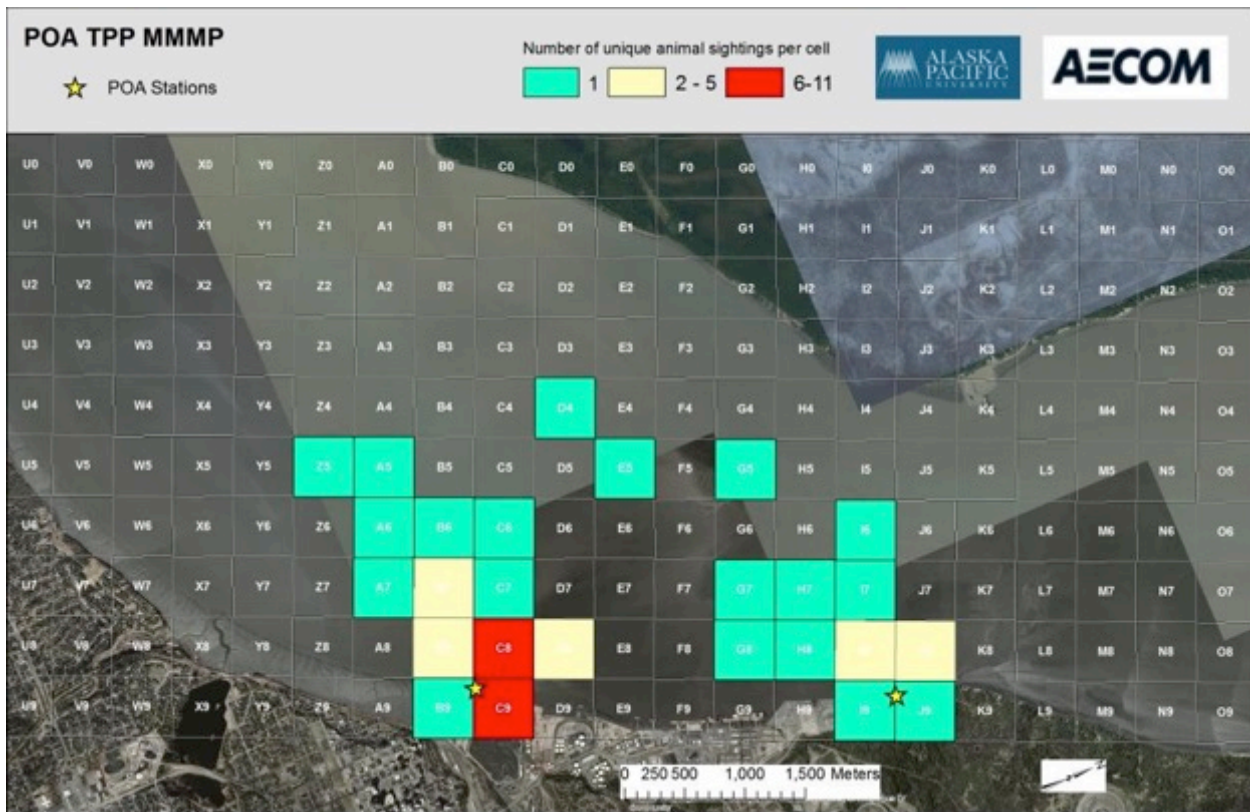 POA TPP MMMP
POA Stations
Number of unique animal sightings per cell
1 2 - 5 6-11
ALASKA
PACIFIC
UNIVERSITY
AECOM
U0 V0 W0 X0 Y0 Z0 A0 B0 C0 D0 E0 F0 G0 H0 I0 J0 K0 L0 M0 N0 O0
U1 V1 W1 X1 Y1 Z1 A1 B1 C1 D1 E1 F1 G1 H1 I1 J1 K1 L1 M1 N1 O1
U2 V2 W2 X2 Y2 Z2 A2 B2 C2 D2 E2 F2 G2 H2 I2 J2 K2 L2 M2 N2 O2
U3 V3 W3 X3 Y3 Z3 A3 B3 C3 D3 E3 F3 G3 H3 I3 J3 K3 L3 M3 N3 O3
U4 V4 W4 X4 Y4 Z4 A4 B4 C4 D4 E4 F4 G4 H4 I4 J4 K4 L4 M4 N4 O4
U5 V5 W5 X5 Y5 Z5 A5 B5 C5 D5 E5 F5 G5 H5 I5 J5 K5 L5 M5 N5 O5
U6 V6 W6 X6 Y6 Z6 A6 B6 C6 D6 E6 F6 G6 H6 I6 J6 K6 L6 M6 N6 O6
U7 V7 W7 X7 Y7 Z7 A7 C7 D7 E7 F7 G7 H7 I7 J7 K7 L7 M7 N7 O7
U8 V8 W8 X8 Y8 Z8 A8 C8 E8 F8 G8 H8 K8 L8 M8 N8 O8
U9 V9 W9 X9 Y9 Z9 A9 B9 C9 D9 E9 F9 G9 H9 I9 J9 K9 L9 M9 N9 O9
0 250 500 1,000 1,500 Meters